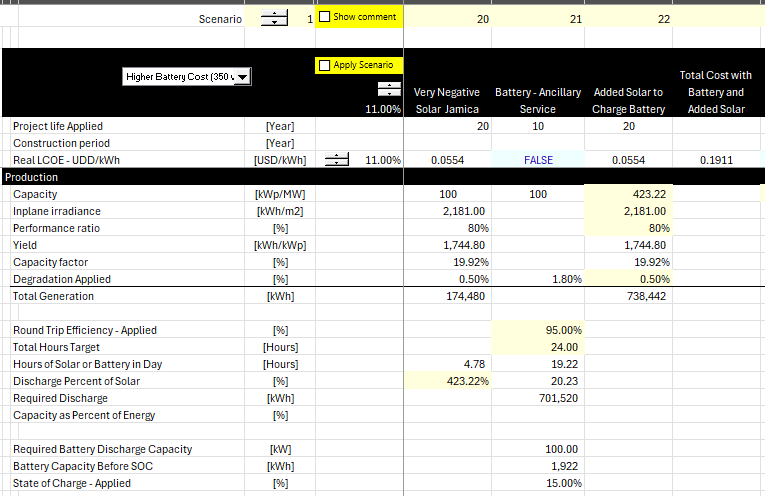 Scenario 1 Show comment 20 21 22
Apply Scenario
Higher Battery Cost (350
Total Cost with
Very Negative Battery - Ancillary Added Solar to Battery and
11.00% Solar Jamica Service Charge Battery Added Solar
Project life Applied [Year] 20 10 20
Construction period [Year]
Real LCOE - UDD/kWh [USD/kWh] 11.00% 0.0554 FALSE 0.0554 0.1911
Production
Capacity [kWp/MW] 100 100 423.22
Inplane irradiance [kWh/m2] 2,181.00 2,181.00
Performance ratio [%] 80% 80%
Yield [kWh/kWp] 1,744.80 1,744.80
Capacity factor [%] 19.92% 19.92%
Degradation Applied [%] 0.50% 1.80% 0.50%
Total Generation [kWh] 174,480 738,442
Round Trip Efficiency - Applied [%] 95.00%
Total Hours Target [Hours] 24.00
Hours of Solar or Battery in Day [Hours] 4.78 19.22
Discharge Percent of Solar [%] 423.22% 20.23
Required Discharge [kWh] 701,520
Capacity as Percent of Energy [%]
Required Battery Discharge Capacity [kW] 100.00
Battery Capacity Before SOC [kWh] 1,922
State of Charge - Applied [%] 15.00%